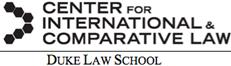 CENTER FOR
INTERNATIONAL &
COMPARATIVE LAW
DUKE LAW SCHOOL